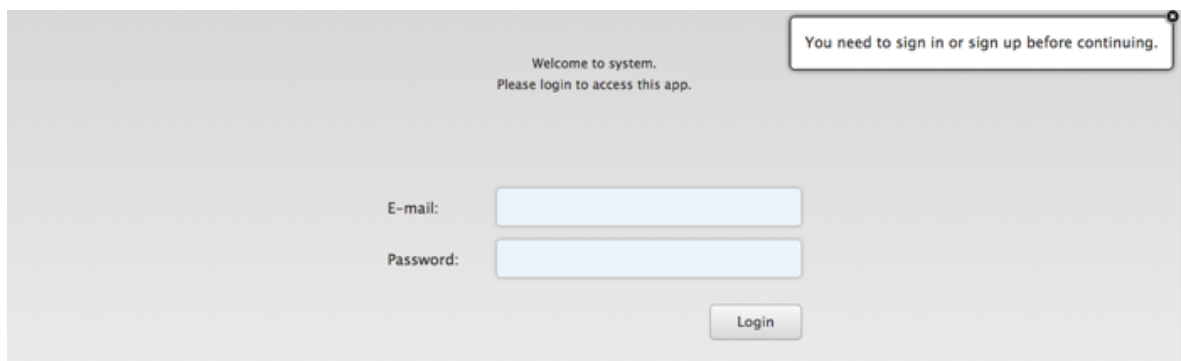 You need to sign in or sign up before continuing.
Welcome to system.
Please login to access this app.
E-mail:
Password:
Login